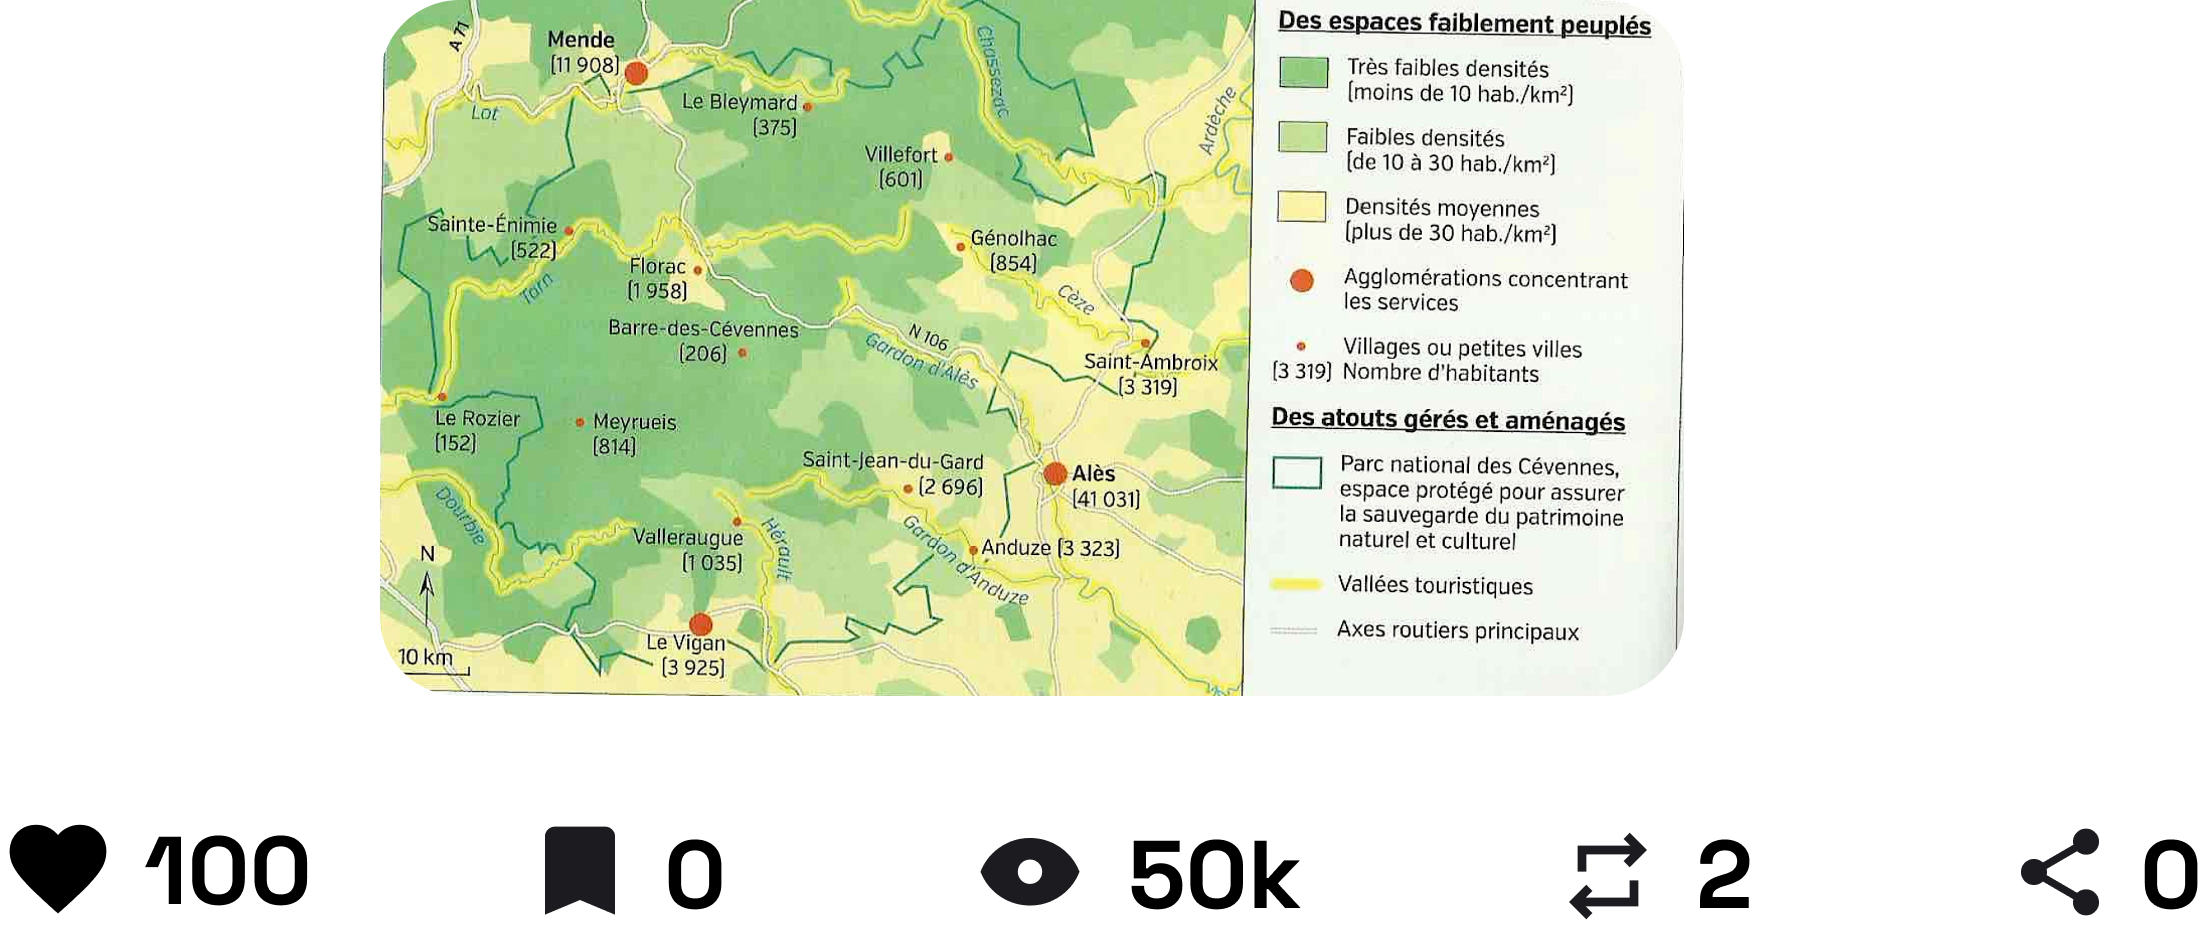 A 71
Mende
(11 908)
Lot
Le Bleymard
(375)
Chassezac
Ardèche
Villefort
(601)
Sainte-Énimie
(522)
Tarn
Florac
(1 958)
Génolhac
(854)
Cèze
Barre-des-Cévennes
(206)
N 106
Gardon d'Alès
Saint-Ambroix
(3 319)
Le Rozier
(152)
Meyrueis
(814)
Saint-Jean-du-Gard
(2 696)
Alès
(41 031)
Dourbie
Valleraugue
(1 035)
Hérault
Gardon d'Anduze
Anduze (3 323)
N
Le Vigan
(3 925)
10 km
Des espaces faiblement peuplés
Très faibles densités
(moins de 10 hab./km²)
Faibles densités
(de 10 à 30 hab./km²)
Densités moyennes
(plus de 30 hab./km²)
Agglomérations concentrant
les services
Villages ou petites villes
(3 319) Nombre d'habitants
Des atouts gérés et aménagés
Parc national des Cévennes,
espace protégé pour assurer
la sauvegarde du patrimoine
naturel et culturel
Vallées touristiques
Axes routiers principaux
100
0
50k
2
0